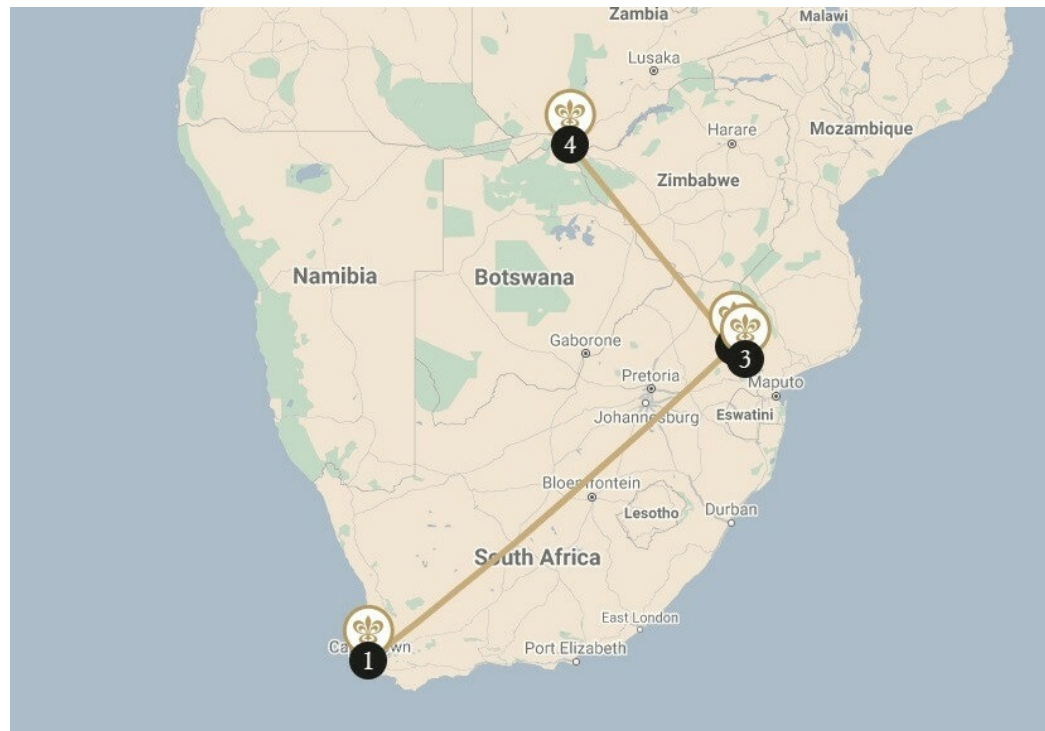 Zambia
Malawi
Lusaka
4
Harare
Mozambique
Zimbabwe
Namibia
Botswana
Gaborone
3
Pretoria
Maputo
Johannesburg
Eswatini
Bloemfontein
Lesotho
Durban
South Africa
East London
Port Elizabeth
1